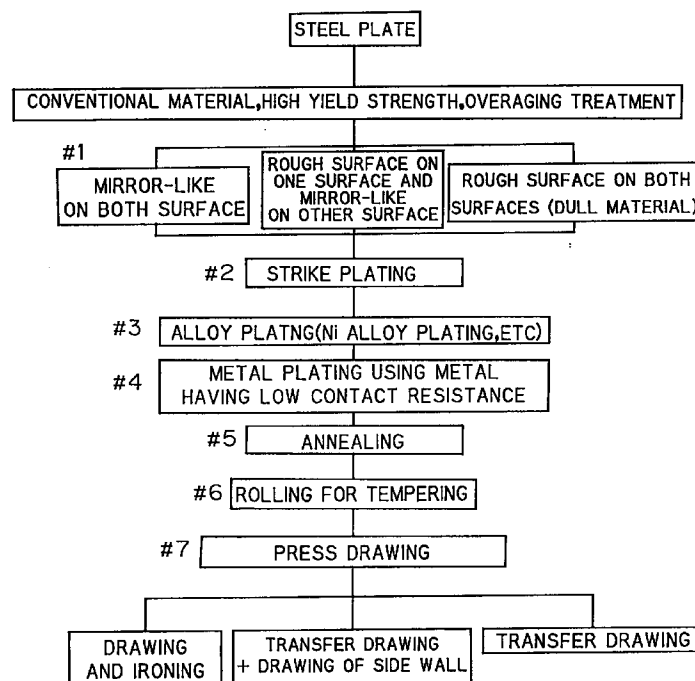 STEEL PLATE
CONVENTIONAL MATERIAL,HIGH YIELD STRENGTH,OVERAGING TREATMENT
#1
MIRROR-LIKE
ON BOTH SURFACE
ROUGH SURFACE ON
ONE SURFACE AND
MIRROR-LIKE
ON OTHER SURFACE
ROUGH SURFACE ON BOTH
SURFACES (DULL MATERIAL)
#2
STRIKE PLATING
#3
ALLOY PLATNG(Ni ALLOY PLATING,ETC)
#4
METAL PLATING USING METAL
HAVING LOW CONTACT RESISTANCE
#5
ANNEALING
#6
ROLLING FOR TEMPERING
#7
PRESS DRAWING
DRAWING
AND IRONING
TRANSFER DRAWING
+ DRAWING OF SIDE WALL
TRANSFER DRAWING